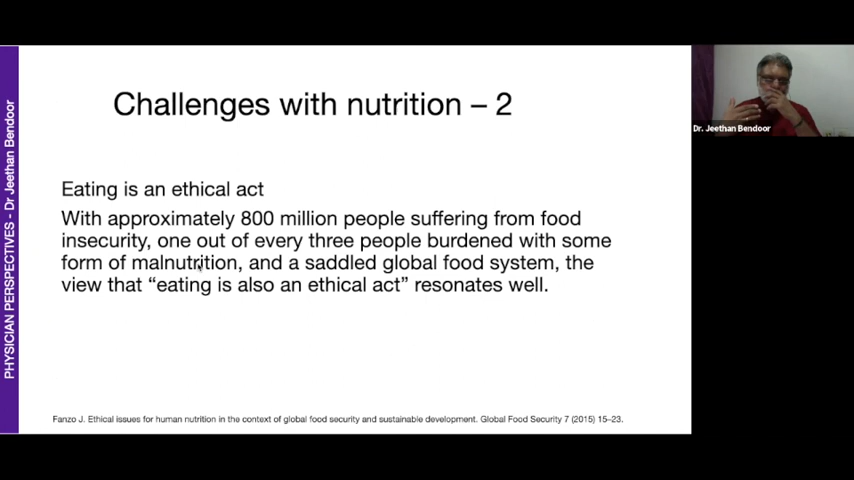 PHYSICIAN PERSPECTIVES - Dr Jeethan Bendoor
Challenges with nutrition – 2
Eating is an ethical act
With approximately 800 million people suffering from food
insecurity, one out of every three people burdened with some
form of malnutrition, and a saddled global food system, the
view that “eating is also an ethical act” resonates well.
Fanzo J. Ethical issues for human nutrition in the context of global food security and sustainable development. Global Food Security 7 (2015) 15–23.
Dr. Jeethan Bendoor